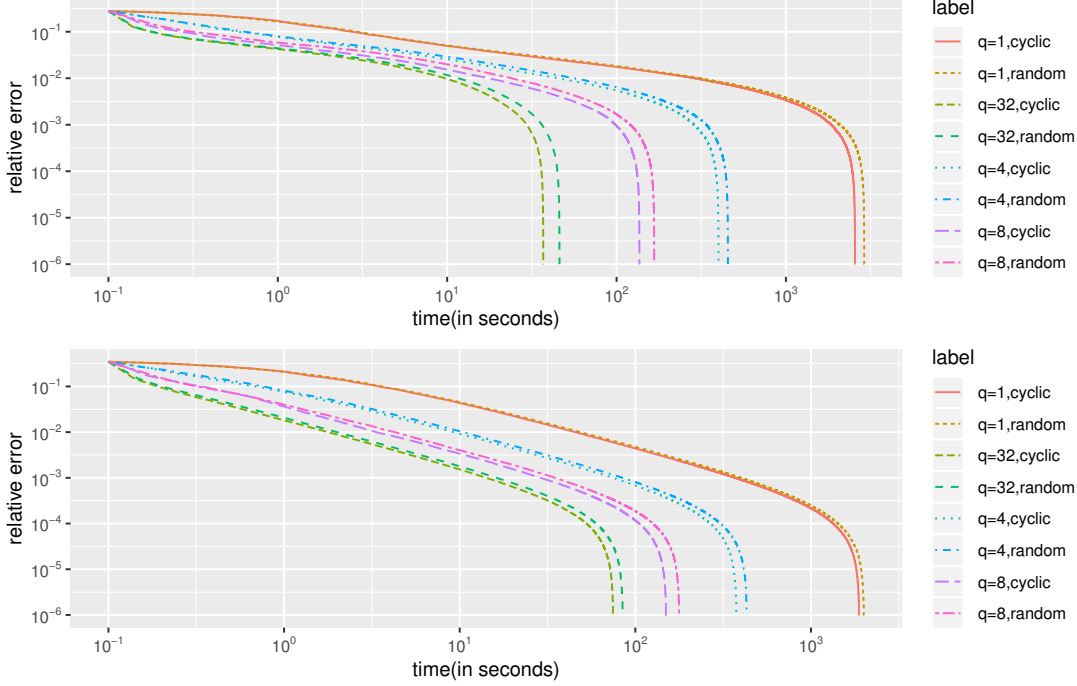 label
q=1,cyclic
q=1,random
q=32,cyclic
q=32,random
q=4,cyclic
q=4,random
q=8,cyclic
q=8,random
relative error
10⁻¹
10⁻²
10⁻³
10⁻⁴
10⁻⁵
10⁻⁶
10⁻¹ 10⁰ 10¹ 10² 10³
time(in seconds)
label
q=1,cyclic
q=1,random
q=32,cyclic
q=32,random
q=4,cyclic
q=4,random
q=8,cyclic
q=8,random
relative error
10⁻¹
10⁻²
10⁻³
10⁻⁴
10⁻⁵
10⁻⁶
10⁻¹ 10⁰ 10¹ 10² 10³
time(in seconds)